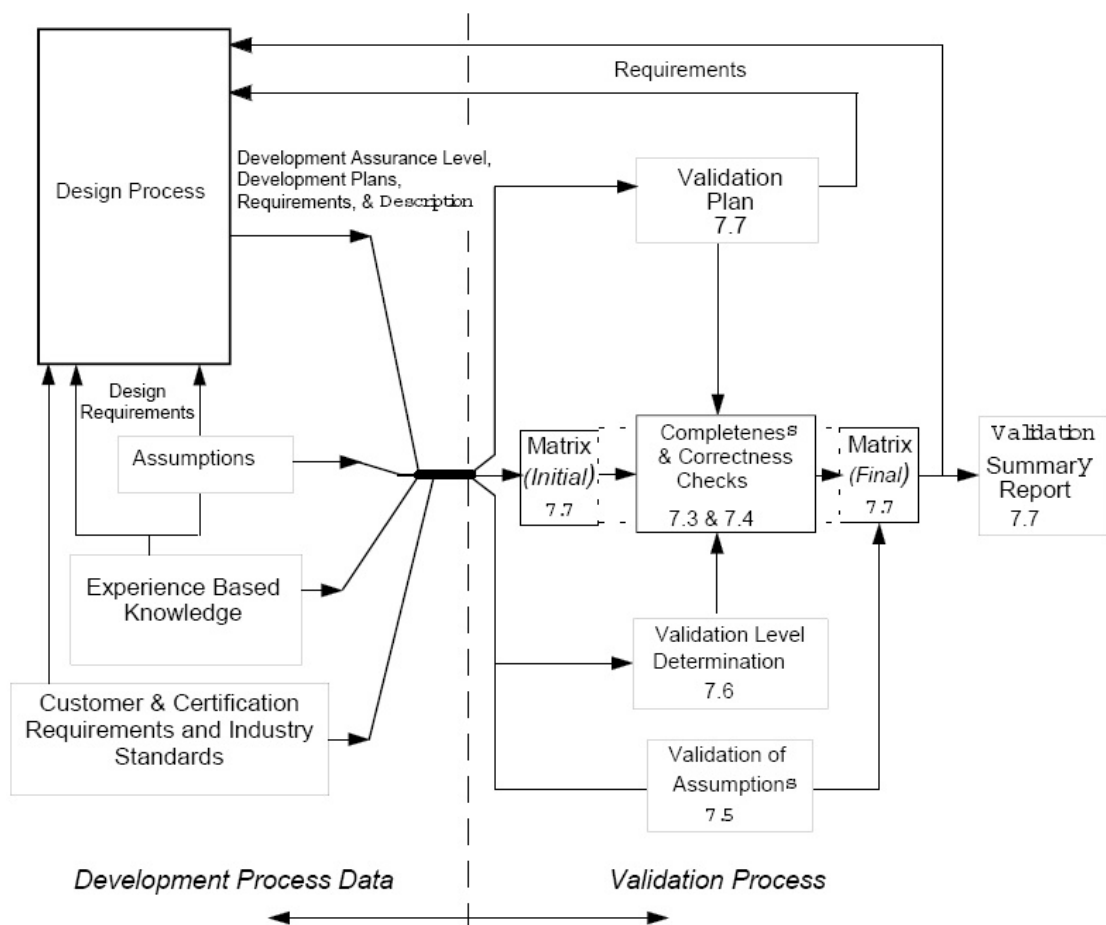 Requirements
Design Process
Development Assurance Level,
Development Plans,
Requirements, & Description
Validation
Plan
7.7
Design
Requirements
Assumptions
Matrix
(Initial)
7.7
Completeness
& Correctness
Checks
7.3 & 7.4
Matrix
(Final)
7.7
Validation
Summary
Report
7.7
Experience Based
Knowledge
Validation Level
Determination
7.6
Customer & Certification
Requirements and Industry
Standards
Validation of
Assumptions
7.5
Development Process Data
Validation Process